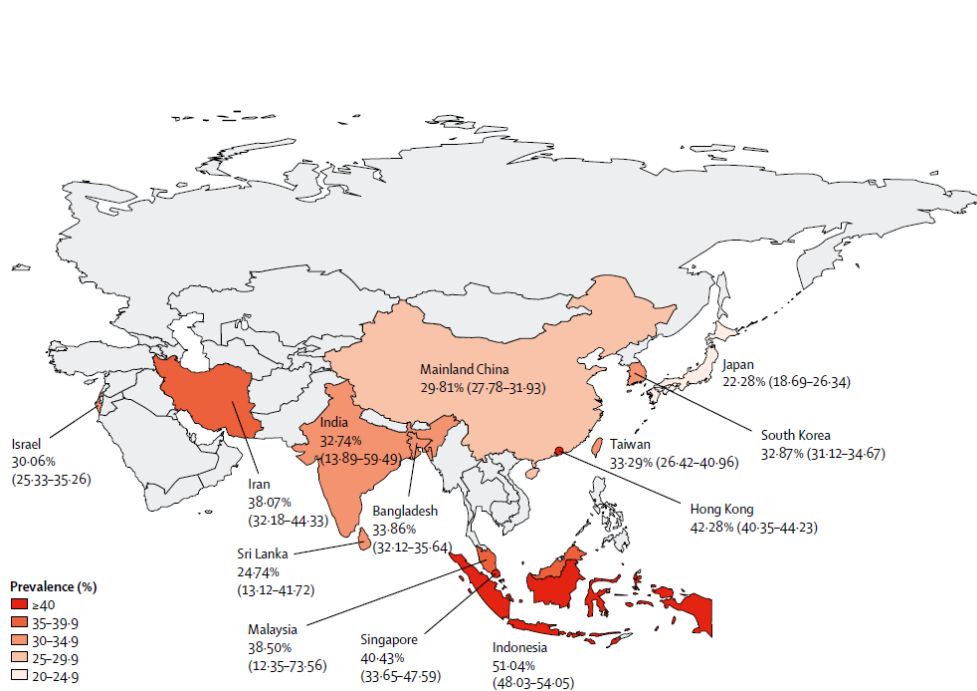 Mainland China
29·81% (27·78–31·93)
Japan
22·28% (18·69–26·34)
India
32·74%
(13·89–59·49)
Israel
30·06%
(25·33–35·26)
Taiwan
33·29% (26·42–40·96)
South Korea
32·87% (31·12–34·67)
Iran
38·07%
(32·18–44·33)
Bangladesh
33·86%
(32·12–35·64)
Hong Kong
42·28% (40·35–44·23)
Sri Lanka
24·74%
(13·12–41·72)
Prevalence (%)
≥40
35–39·9
30–34·9
25–29·9
20–24·9
Malaysia
38·50%
(12·35–73·56)
Singapore
40·43%
(33·65–47·59)
Indonesia
51·04%
(48·03–54·05)